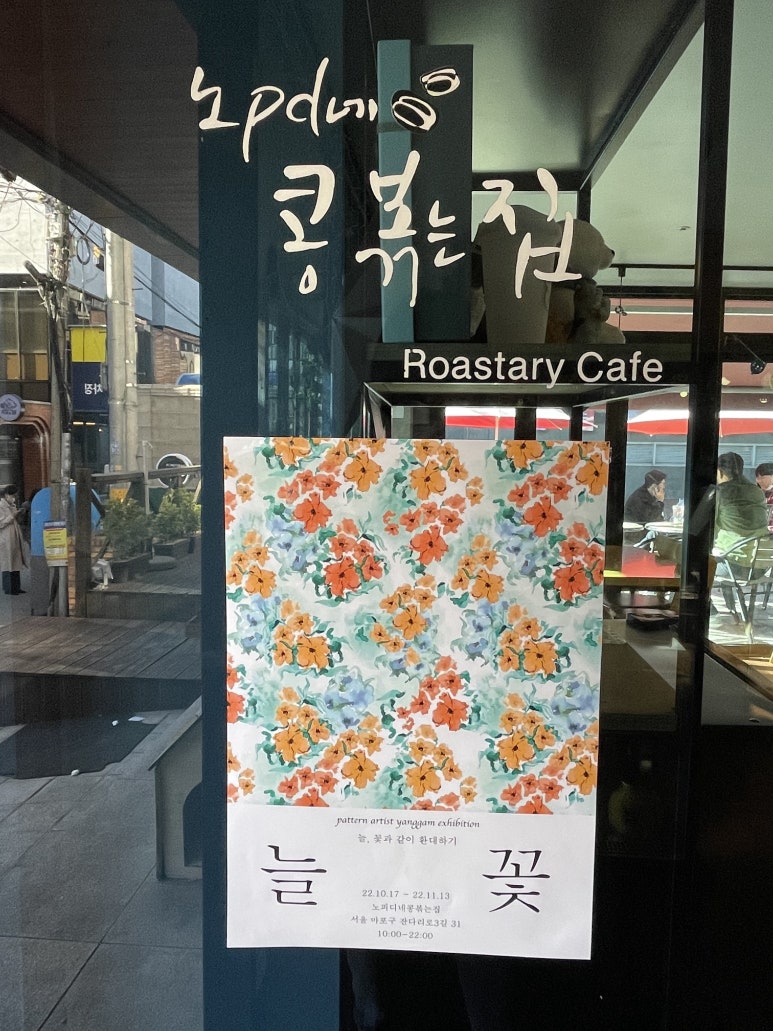 노pd네
콩 볶는 집
Roastary Cafe
pattern artist yanggam exhibition
늘, 꽃과 같이 환대하기
늘 꽃
22.10.17 ~ 22.11.13
노피디네콩볶는집
서울 마포구 잔다리로3길 31
10:00~22:00